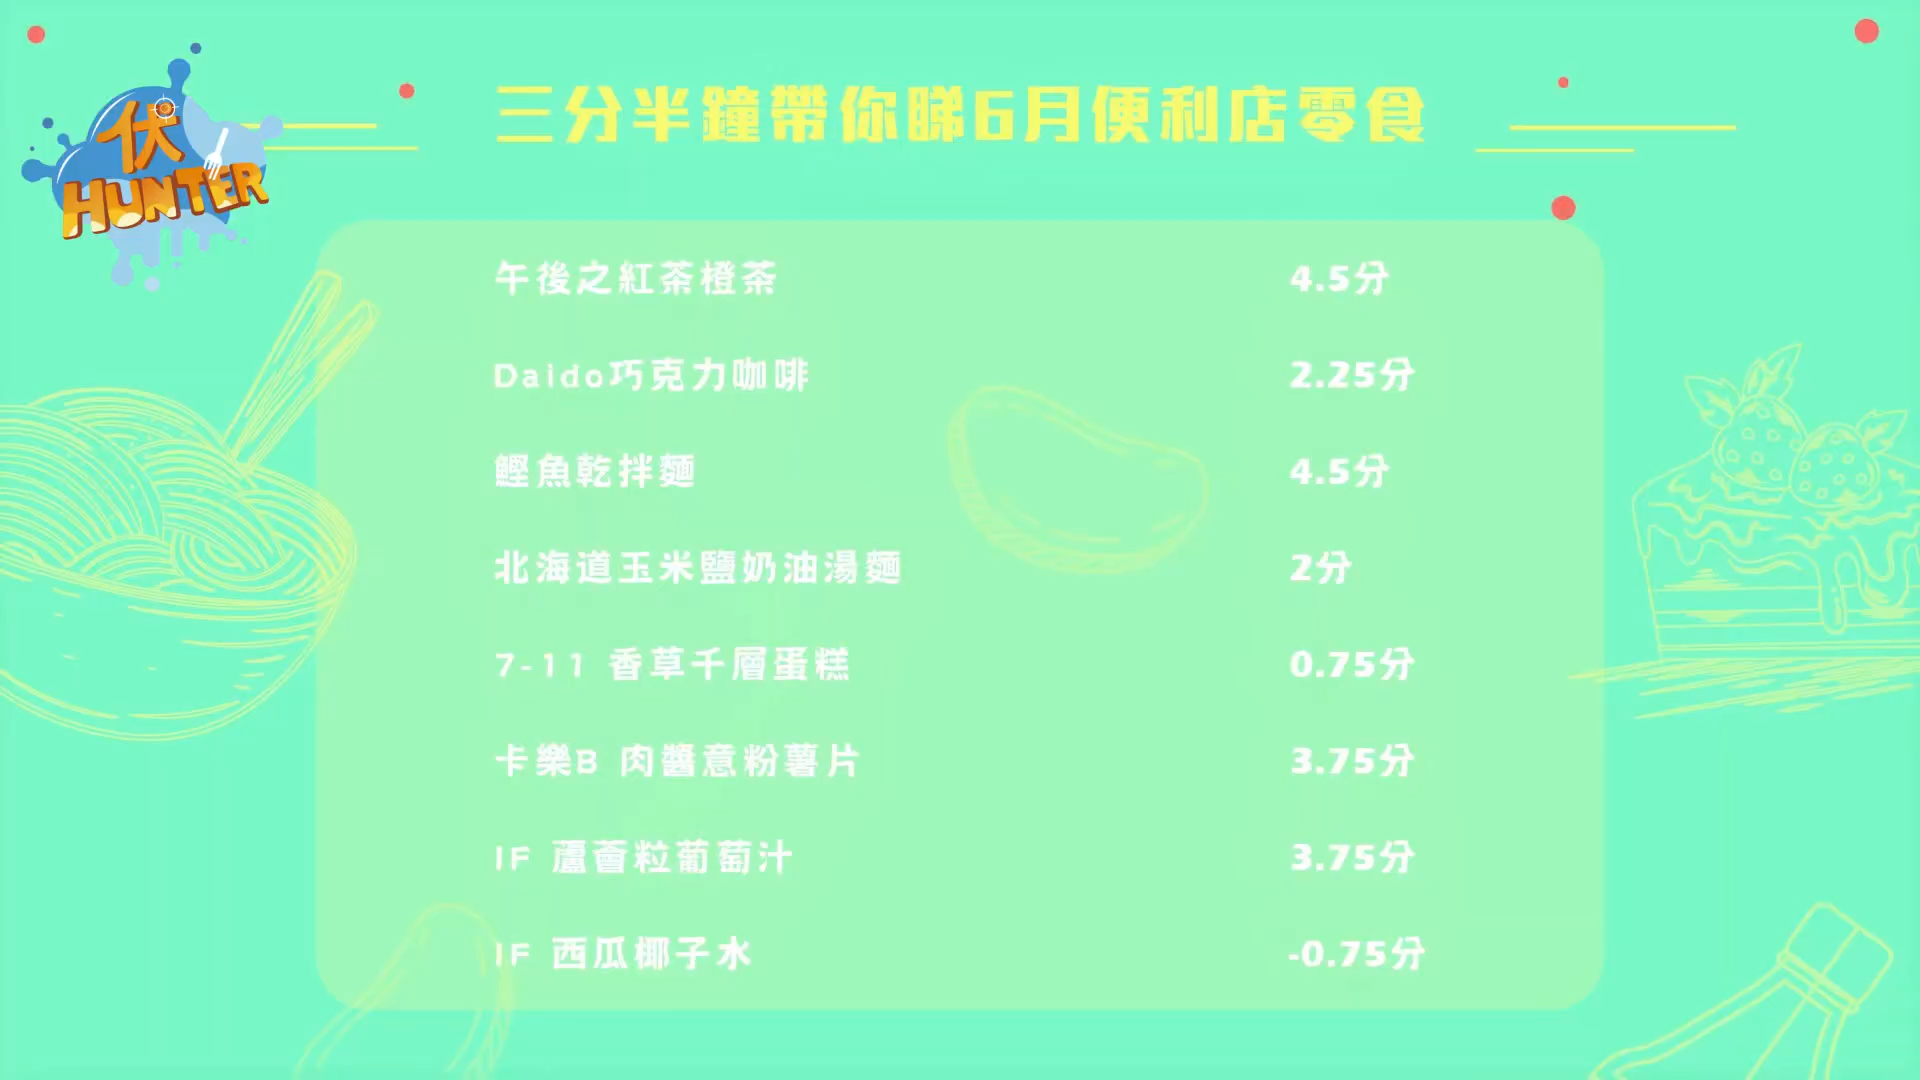 伏
HUNTER
三分半鐘帶你睇6月便利店零食
午後之紅茶橙茶 4.5分
Daido巧克力咖啡 2.25分
鰹魚乾拌麵 4.5分
北海道玉米鹽奶油湯麵 2分
7-11 香草千層蛋糕 0.75分
卡樂B 肉醬意粉薯片 3.75分
IF 蘆薈粒葡萄汁 3.75分
IF 西瓜椰子水 -0.75分